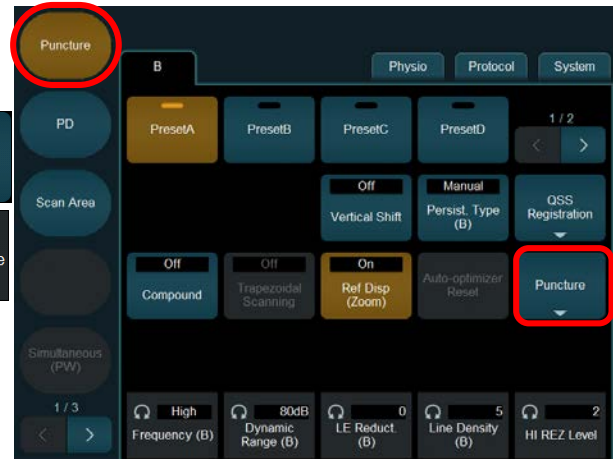 Puncture
PD
Scan Area
e
Simultaneous
(PW)
1 / 3
<
>
B
Physio
Protocol
System
PresetA
PresetB
PresetC
PresetD
1 / 2
<
>
Off
Vertical Shift
Manual
Persist. Type
(B)
QSS
Registration
Off
Compound
Off
Trapezoidal
Scanning
On
Ref Disp
(Zoom)
Auto-optimizer
Reset
Puncture
High
Frequency (B)
80dB
Dynamic
Range (B)
0
LE Reduct.
(B)
5
Line Density
(B)
2
HI REZ Level